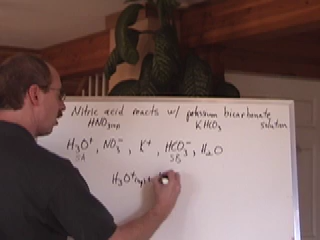 Nitric acid reacts w/ potassium bicarbonate
HNO₃(aq) KHCO₃ solution
H₃O⁺, NO₃⁻, K⁺, HCO₃⁻, H₂O
SA SB
H₃O⁺(aq) +